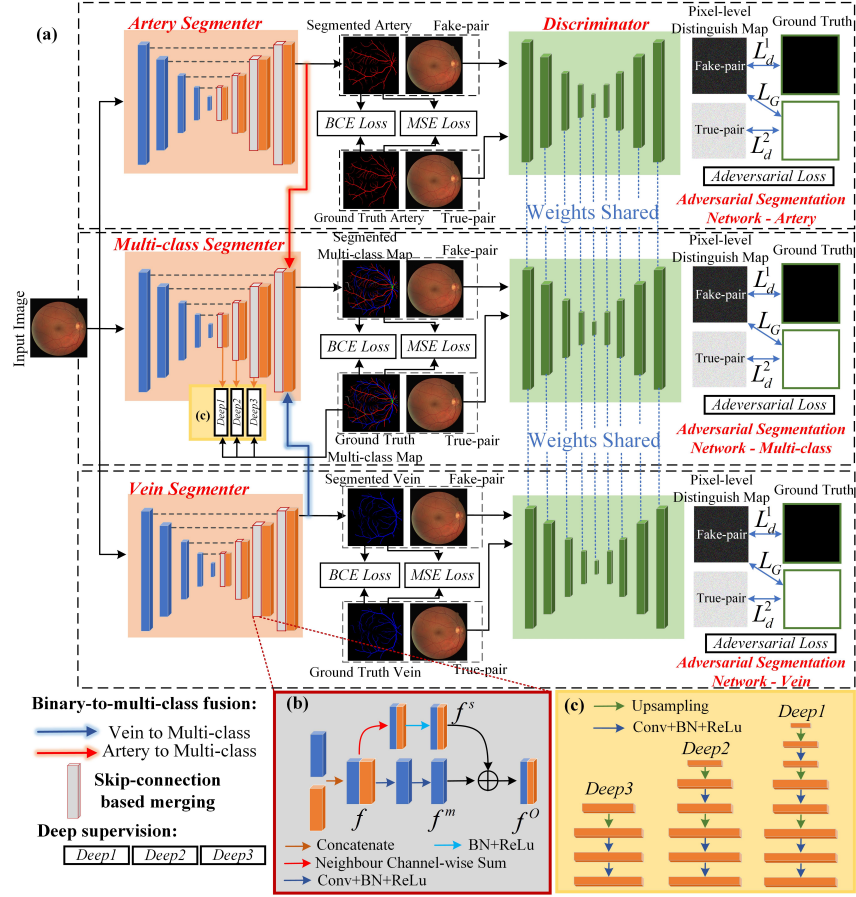 (a)
Artery Segmenter
Segmented Artery
Fake-pair
Discriminator
Pixel-level
Distinguish Map
Ground Truth
BCE Loss
MSE Loss
Fake-pair
True-pair
L_d^1
L_G
L_d^2
Adeversarial Loss
Ground Truth Artery
True-pair
Adversarial Segmentation
Network - Artery
Weights Shared
Input Image
Multi-class Segmenter
Segmented
Multi-class Map
Fake-pair
Pixel-level
Distinguish Map
Ground Truth
BCE Loss
MSE Loss
Fake-pair
True-pair
L_d^1
L_G
L_d^2
Adeversarial Loss
(c)
Deep1
Deep2
Deep3
Ground Truth
Multi-class Map
True-pair
Adversarial Segmentation
Network - Multi-class
Weights Shared
Vein Segmenter
Segmented Vein
Fake-pair
Pixel-level
Distinguish Map
Ground Truth
BCE Loss
MSE Loss
Fake-pair
True-pair
L_d^1
L_G
L_d^2
Adeversarial Loss
Ground Truth Vein
True-pair
Adversarial Segmentation
Network - Vein
Binary-to-multi-class fusion:
Vein to Multi-class
Artery to Multi-class
Skip-connection
based merging
Deep supervision:
Deep1
Deep2
Deep3
(b)
f^s
f
f^m
f^O
Concatenate
BN+ReLu
Neighbour Channel-wise Sum
Conv+BN+ReLu
(c)
Upsampling
Conv+BN+ReLu
Deep1
Deep2
Deep3